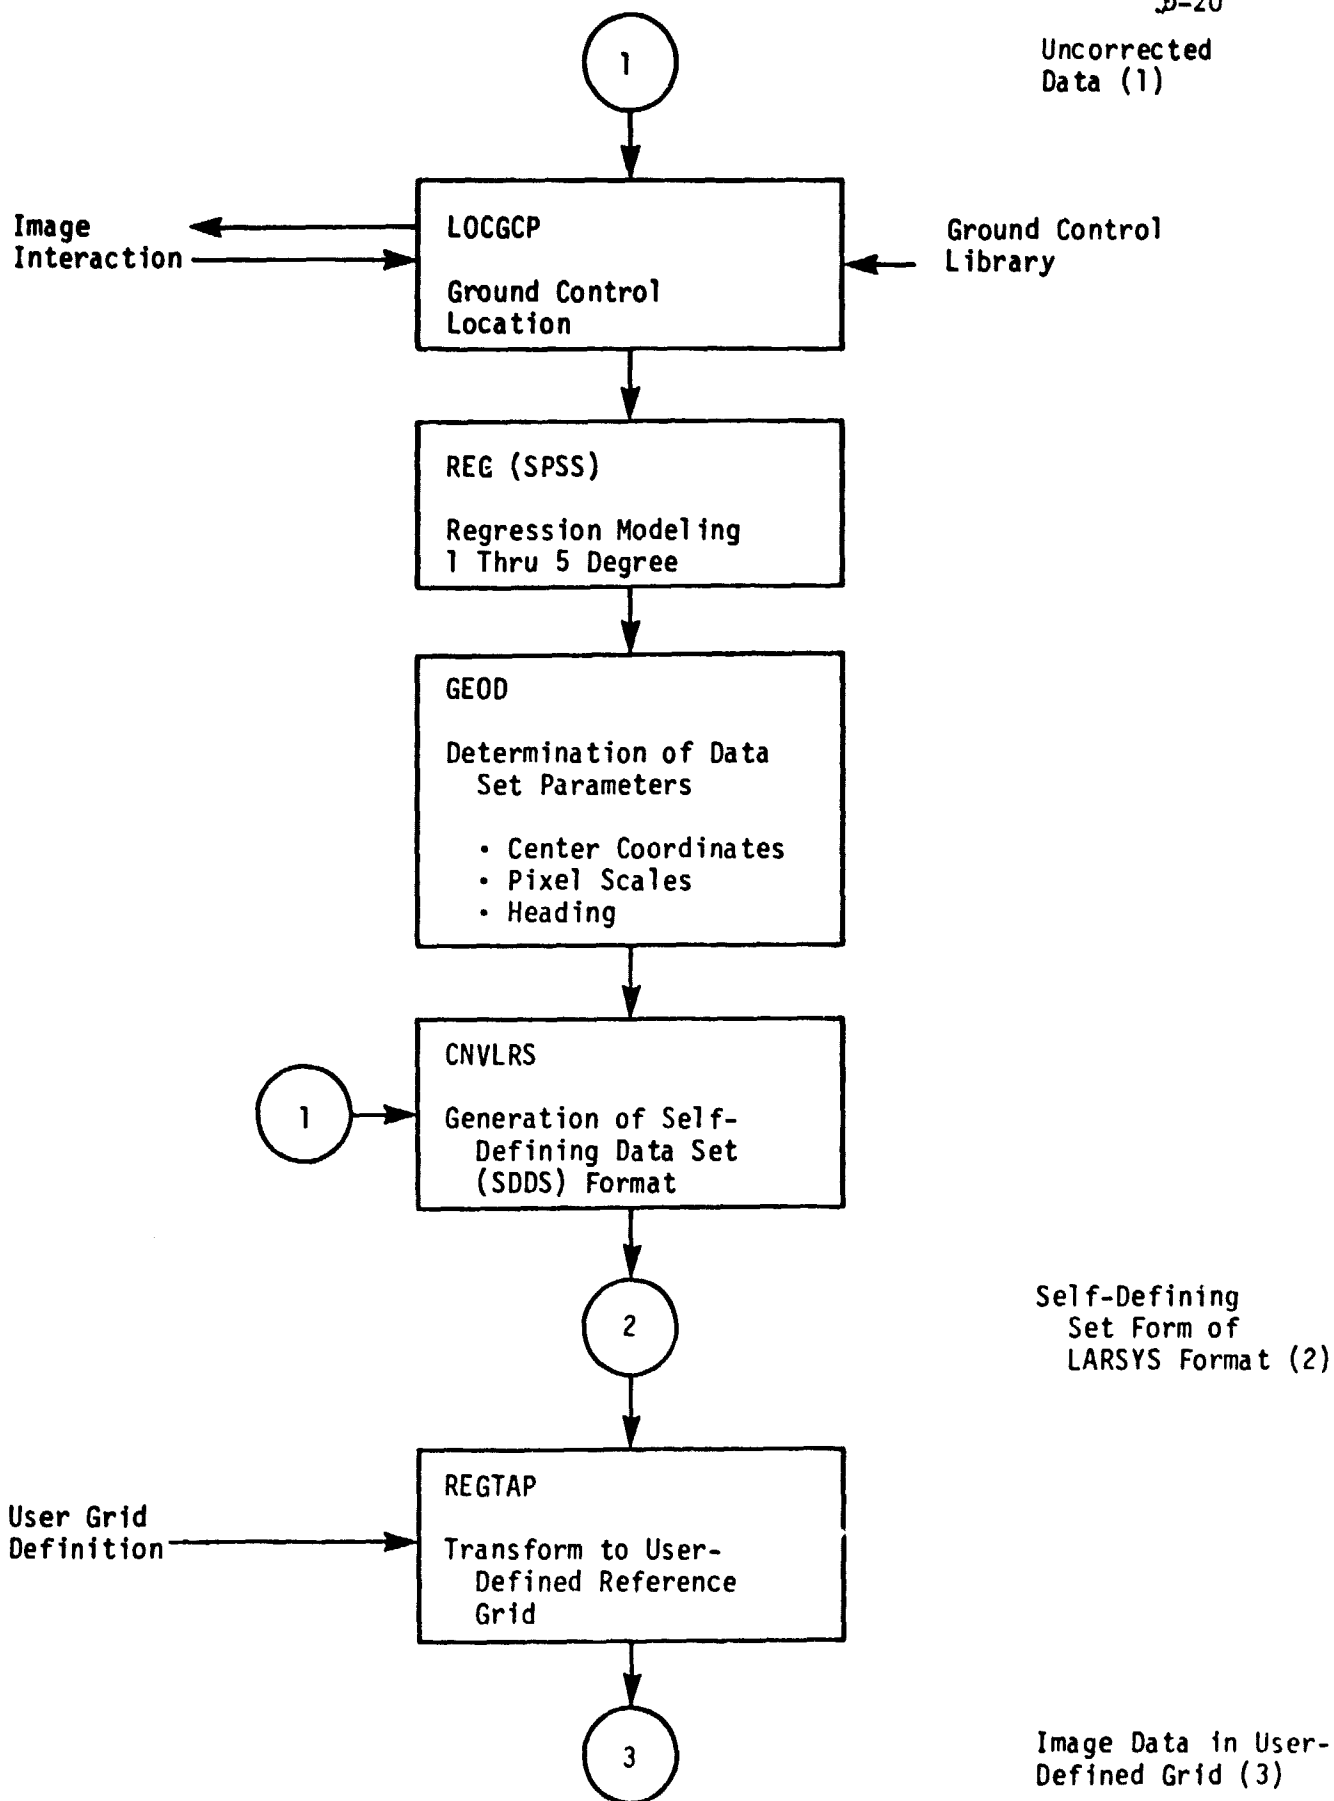 1
Uncorrected
Data (1)
Image
Interaction
LOCGCP
Ground Control
Location
Ground Control
Library
REG (SPSS)
Regression Modeling
1 Thru 5 Degree
GEOD
Determination of Data
Set Parameters
• Center Coordinates
• Pixel Scales
• Heading
1
CNVLRS
Generation of Self-
Defining Data Set
(SDDS) Format
2
Self-Defining
Set Form of
LARSYS Format (2)
User Grid
Definition
REGTAP
Transform to User-
Defined Reference
Grid
3
Image Data in User-
Defined Grid (3)